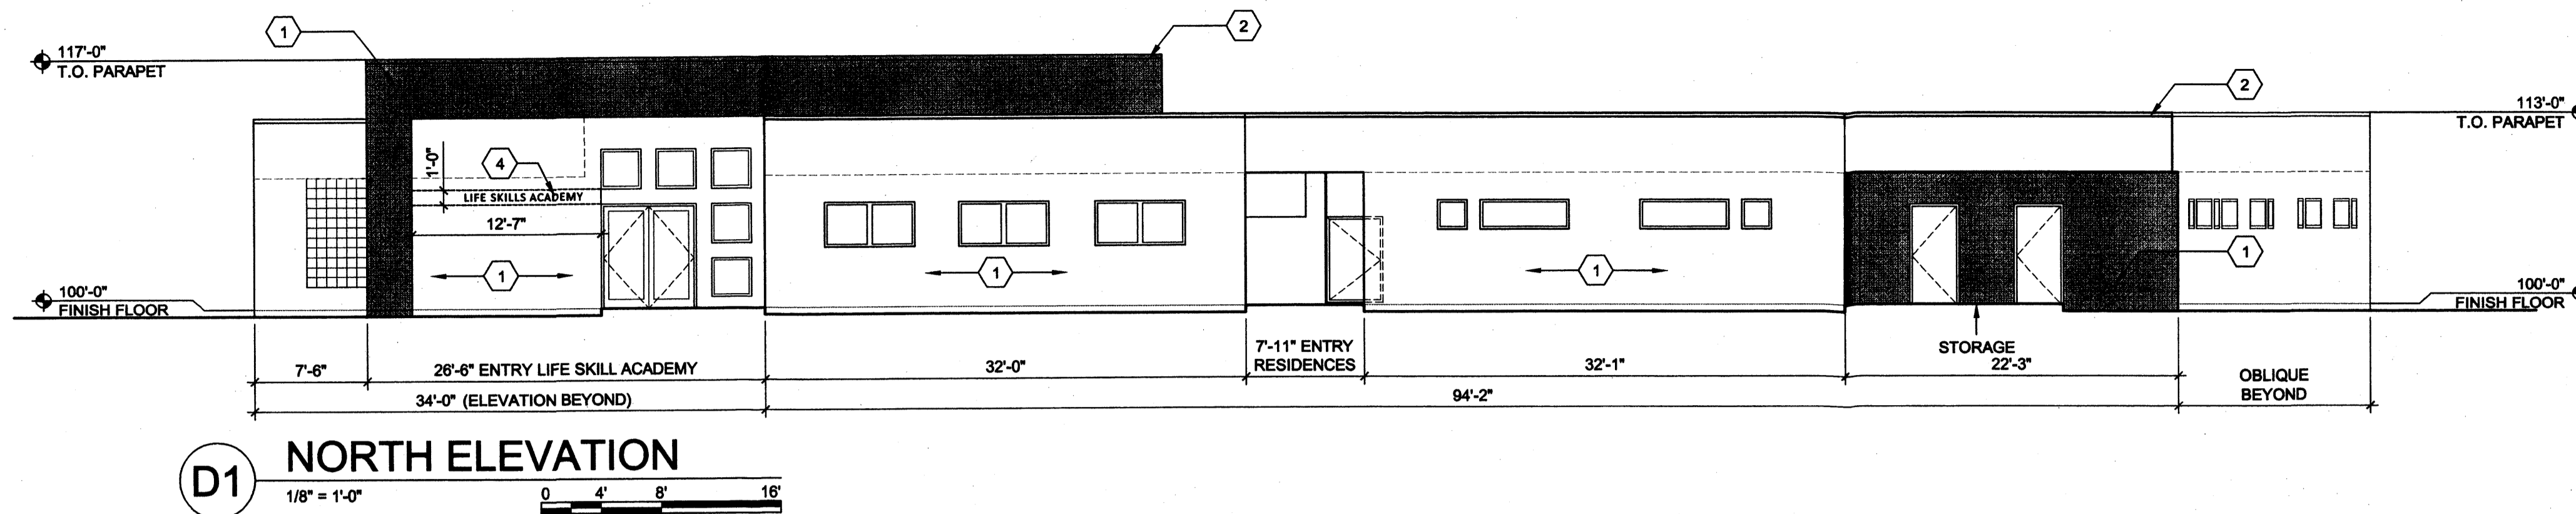 1
2
117'-0"
T.O. PARAPET
2
113'-0"
T.O. PARAPET
1'-0"
4
LIFE SKILLS ACADEMY
12'-7"
1
1
1
1
100'-0"
FINISH FLOOR
100'-0"
FINISH FLOOR
STORAGE
7'-6"
26'-6" ENTRY LIFE SKILL ACADEMY
32'-0"
7'-11" ENTRY
RESIDENCES
32'-1"
22'-3"
OBLIQUE
BEYOND
34'-0" (ELEVATION BEYOND)
94'-2"
D1
NORTH ELEVATION
1/8" = 1'-0"
0 4' 8' 16'